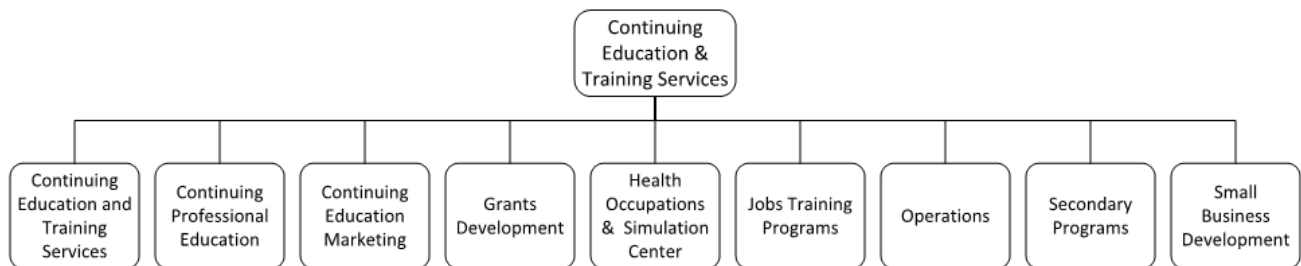 Continuing
Education &
Training Services
Continuing
Education and
Training
Services
Continuing
Professional
Education
Continuing
Education
Marketing
Grants
Development
Health
Occupations
& Simulation
Center
Jobs Training
Programs
Operations
Secondary
Programs
Small
Business
Development